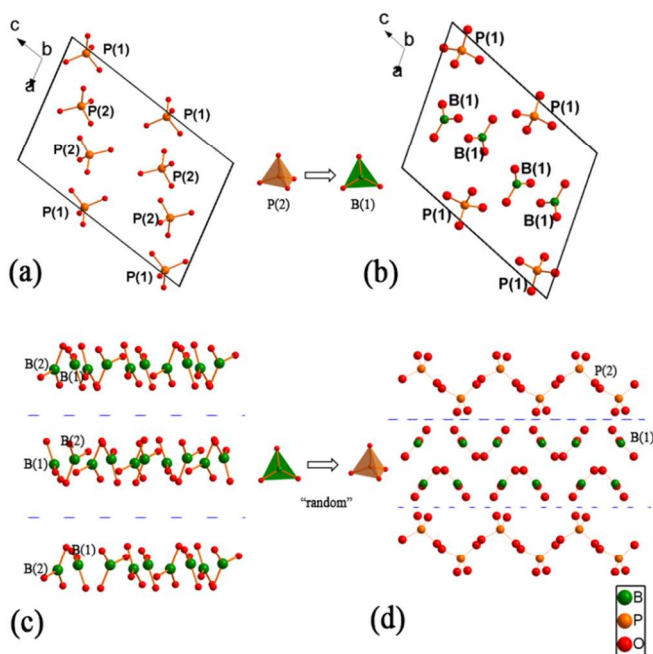 c
b
a
P(1)
P(2)
P(1)
P(2)
P(2)
P(1)
P(2)
P(1)
(a)
P(2)
B(1)
c
b
a
P(1)
B(1)
P(1)
B(1)
B(1)
P(1)
B(1)
P(1)
(b)
B(2)
B(1)
B(2)
B(1)
B(1)
B(2)
(c)
"random"
P(2)
B(1)
(d)
B
P
O